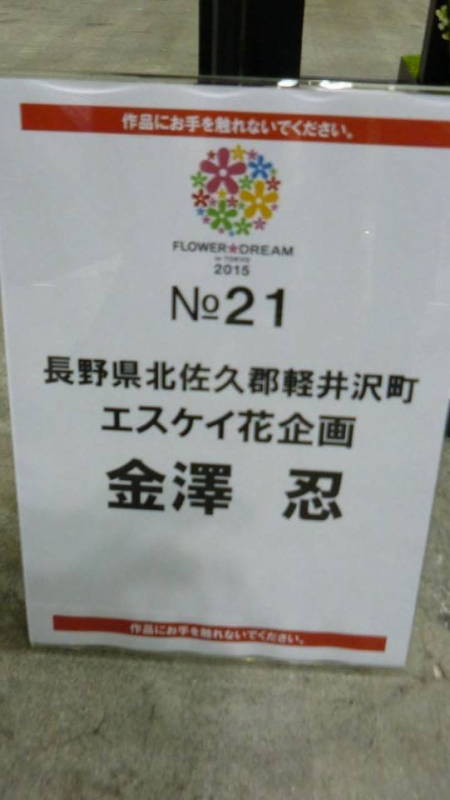 作品にお手を触れないでください。
FLOWER★DREAM
in TOKYO
2015
№21
長野県北佐久郡軽井沢町
エスケイ花企画
金澤 忍
作品にお手を触れないでください。